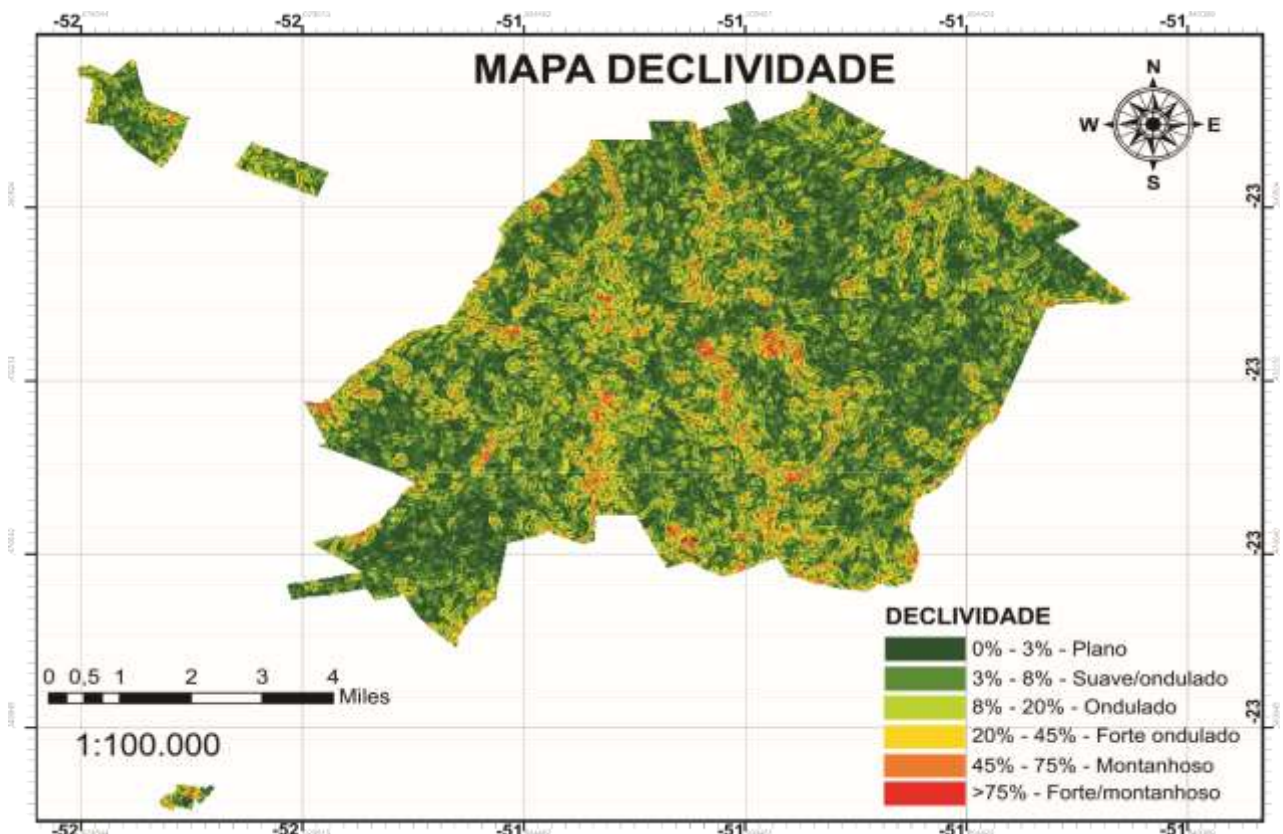 -52 -52 -51 -51 -51 -51
MAPA DECLIVIDADE
N
W E
S
-23
-23
-23
-23
DECLIVIDADE
0% - 3% - Plano
3% - 8% - Suave/ondulado
8% - 20% - Ondulado
20% - 45% - Forte ondulado
45% - 75% - Montanhoso
>75% - Forte/montanhoso
0 0,5 1 2 3 4
Miles
1:100.000
-52 -52 -51 -51 -51 -51